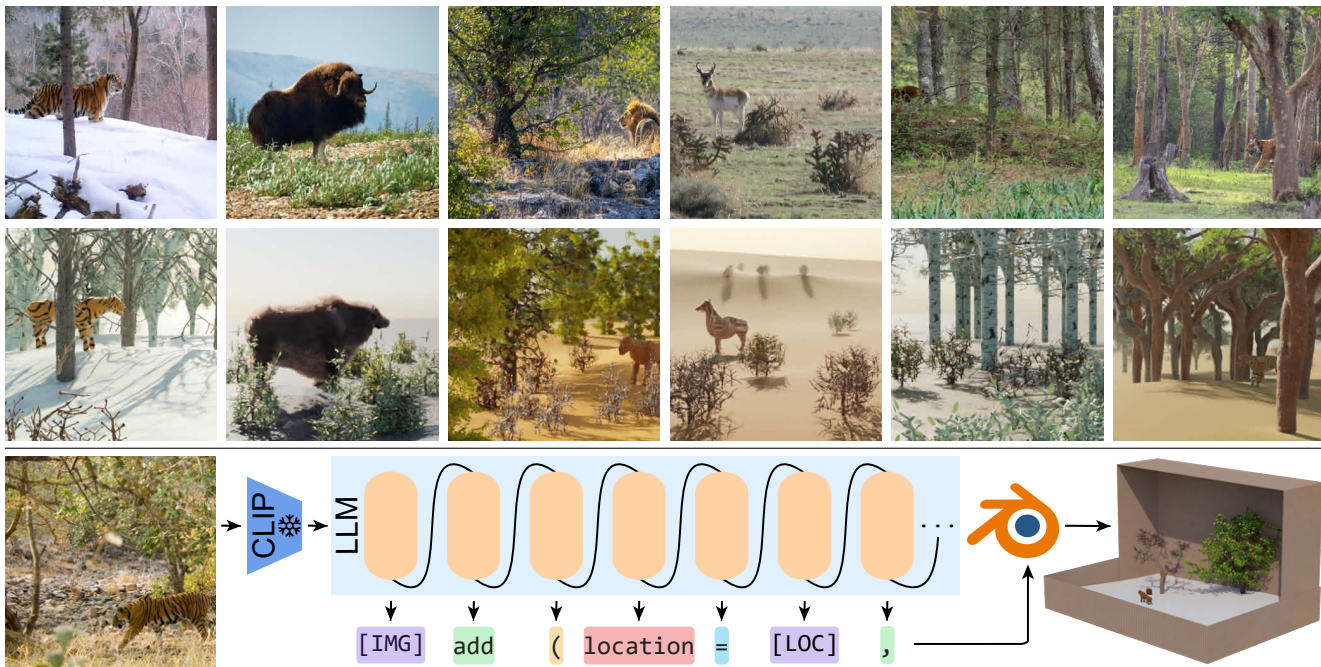 CLIP
LLM
...
[IMG] add ( location = [LOC] ,